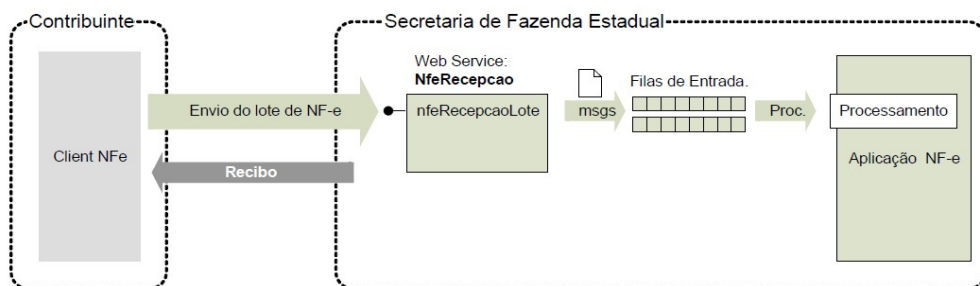 Contribuinte
Secretaria de Fazenda Estadual
Web Service:
NfeRecepcao
Filas de Entrada.
Envio do lote de NF-e
nfeRecepcaoLote
msgs
Proc.
Processamento
Client NFe
Aplicação NF-e
Recibo